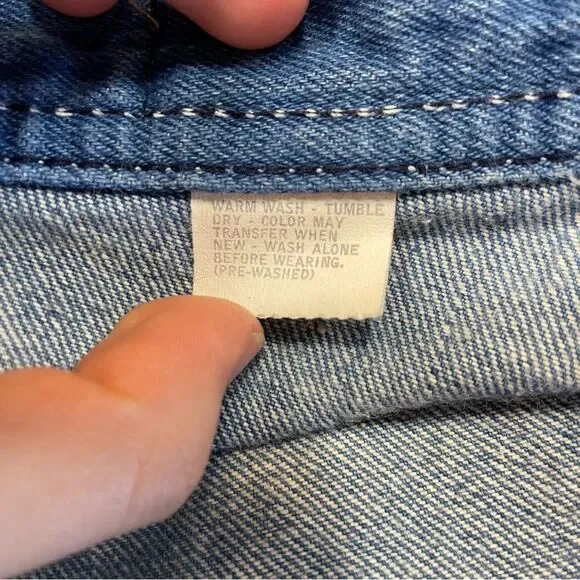 WARM WASH - TUMBLE
DRY - COLOR MAY
TRANSFER WHEN
NEW - WASH ALONE
BEFORE WEARING.
(PRE-WASHED)